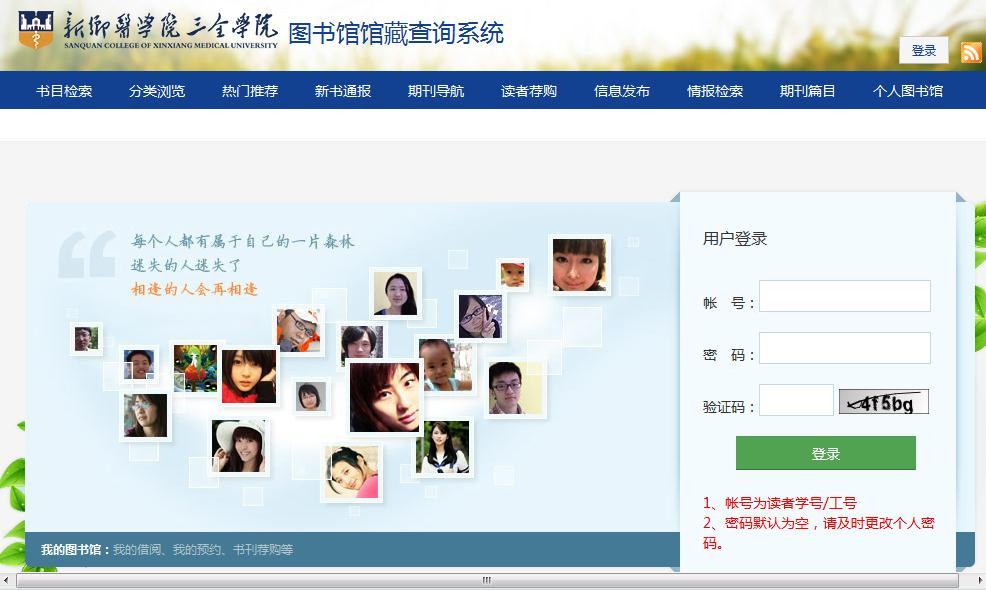 新乡醫学院三全学院
SANQUAN COLLEGE OF XINXIANG MEDICAL UNIVERSITY
图书馆馆藏查询系统
登录
书目检索 分类浏览 热门推荐 新书通报 期刊导航 读者荐购 信息发布 情报检索 期刊篇目 个人图书馆
每个人都有属于自己的一片森林
迷失的人迷失了
相逢的人会再相逢
用户登录
帐 号：
密 码：
验证码：
4f5bg
登录
1、帐号为读者学号/工号
2、密码默认为空，请及时更改个人密
码。
我的图书馆：我的借阅、我的预约、书刊荐购等